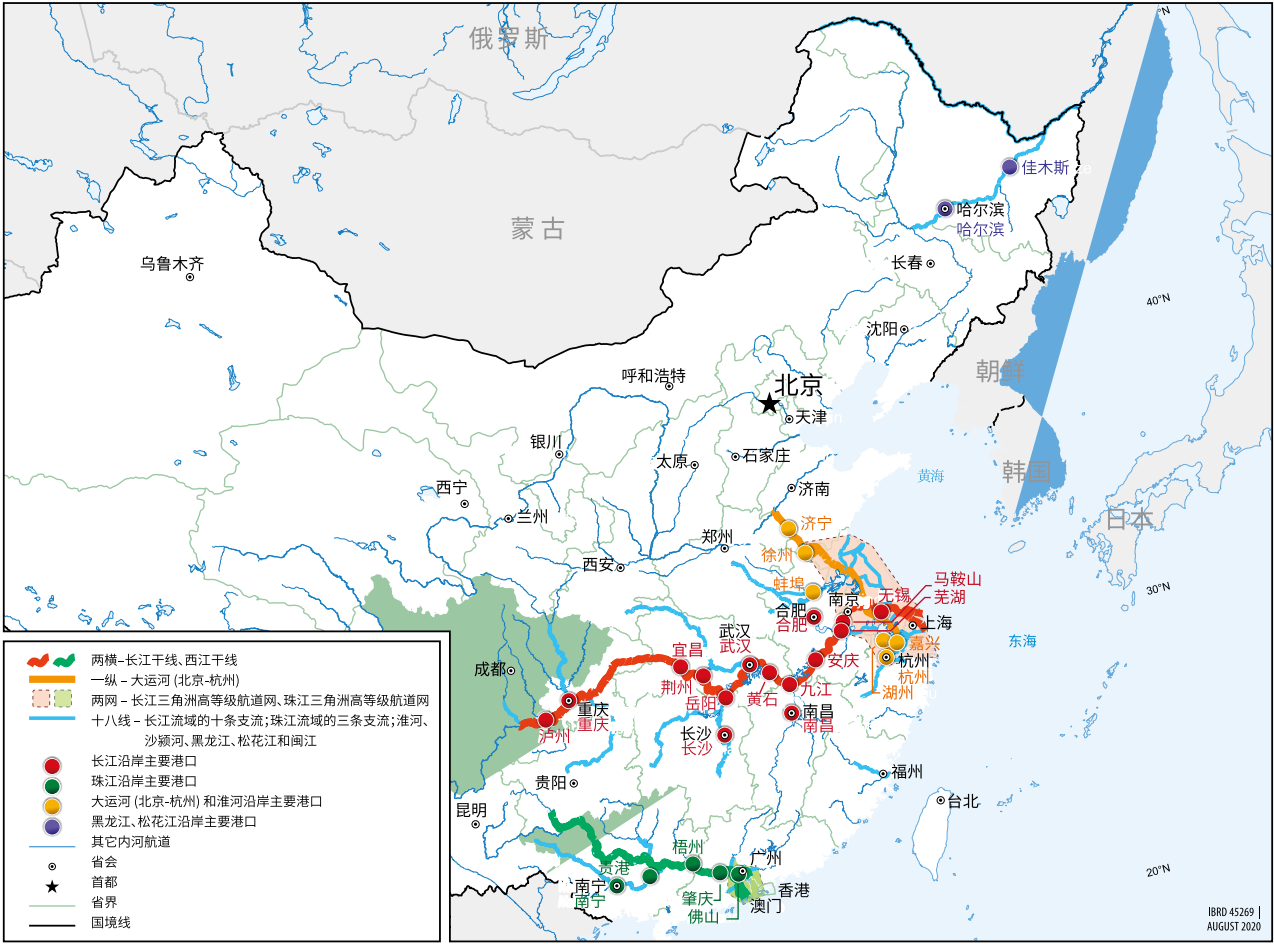 °N
俄罗斯
佳木斯
哈尔滨
哈尔滨
蒙古
乌鲁木齐
长春
40°N
沈阳
朝鲜
呼和浩特
北京
天津
银川
太原
石家庄
黄海
韩国
西宁
济南
日本
兰州
济宁
郑州
徐州
西安
蚌埠
马鞍山
30°N
无锡
芜湖
南京
合肥
合肥
上海
武汉
武汉
东海
宜昌
嘉兴
成都
安庆
杭州
杭州
荆州
湖州
岳阳
黄石
九江
重庆
重庆
南昌
南昌
泸州
长沙
长沙
贵阳
福州
昆明
台北
梧州
广州
贵港
20°N
南宁
南宁
肇庆
香港
澳门
佛山
两横–长江干线、西江干线
一纵 – 大运河 (北京-杭州)
两网 – 长江三角洲高等级航道网、珠江三角洲高等级航道网
十八线 – 长江流域的十条支流;珠江流域的三条支流;淮河、
沙颍河、黑龙江、松花江和闽江
长江沿岸主要港口
珠江沿岸主要港口
大运河 (北京-杭州) 和淮河沿岸主要港口
黑龙江、松花江沿岸主要港口
其它内河航道
省会
首都
省界
国境线
IBRD 45269 |
AUGUST 2020